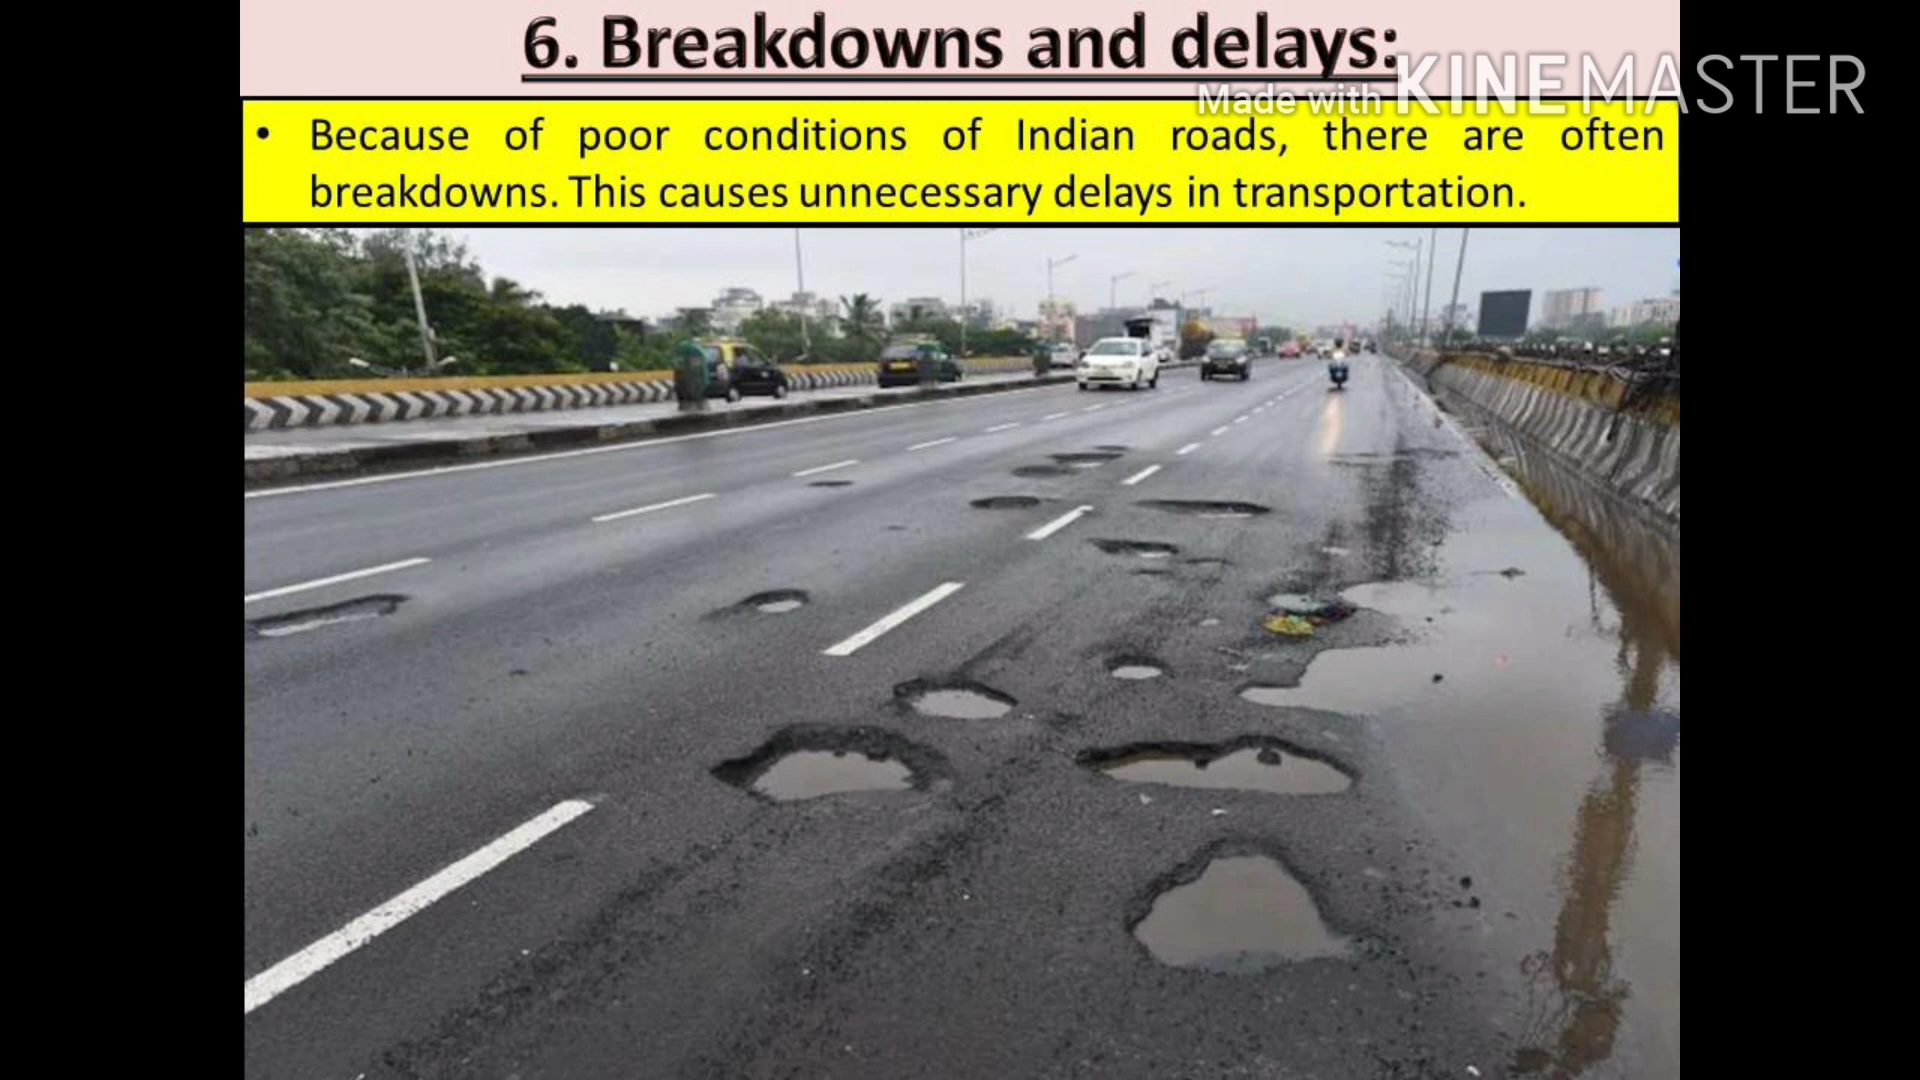 6. Breakdowns and delays:
Made with KINEMASTER
• Because of poor conditions of Indian roads, there are often
breakdowns. This causes unnecessary delays in transportation.